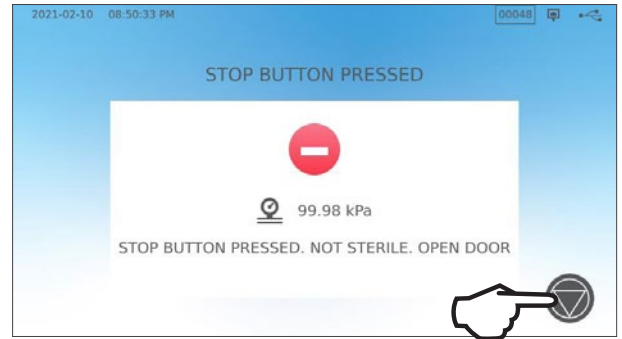 2021-02-10 08:50:33 PM 00048
STOP BUTTON PRESSED
99.98 kPa
STOP BUTTON PRESSED. NOT STERILE. OPEN DOOR